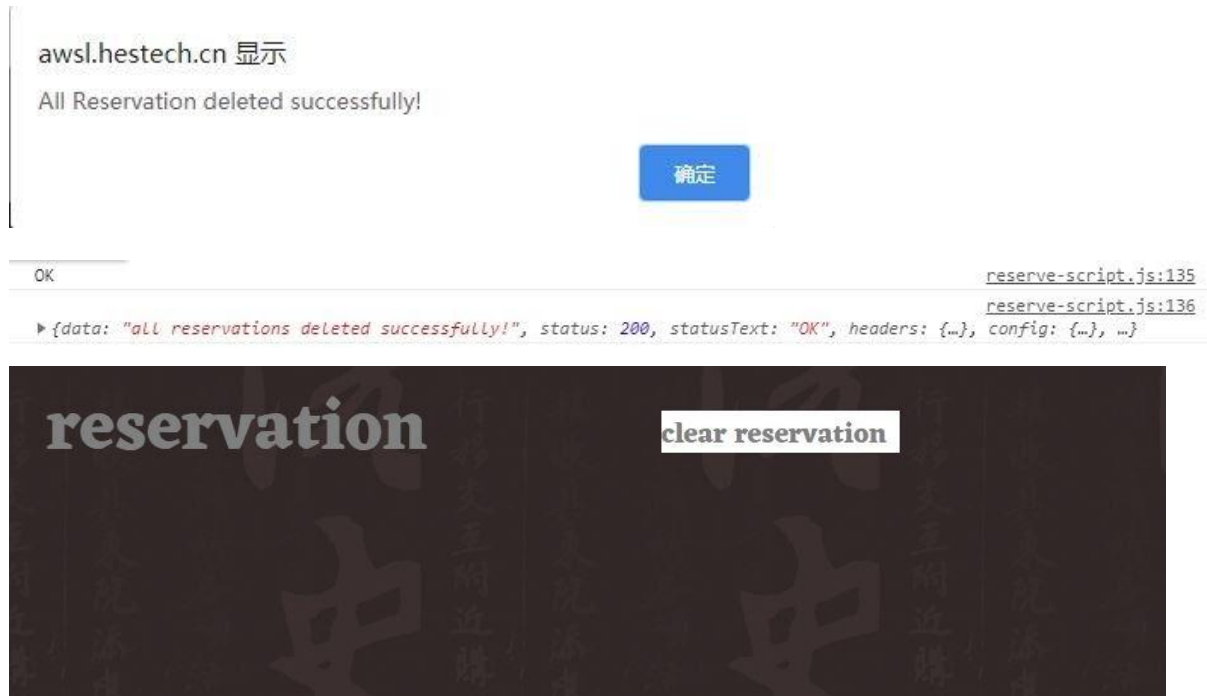 awsl.hestech.cn 显示
All Reservation deleted successfully!
确定
OK reserve-script.js:135
reserve-script.js:136
{data: "all reservations deleted successfully!", status: 200, statusText: "OK", headers: {…}, config: {…}, …}
reservation
clear reservation